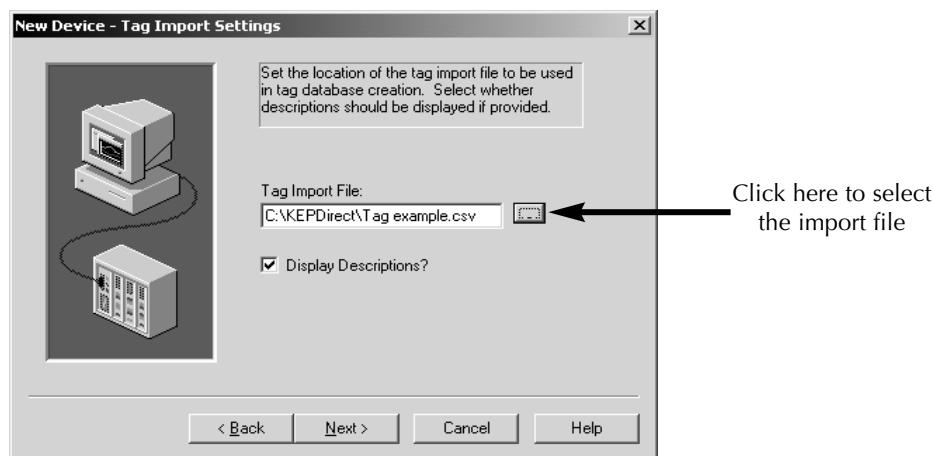 New Device - Tag Import Settings
Set the location of the tag import file to be used
in tag database creation.  Select whether
descriptions should be displayed if provided.
Tag Import File:
C:\KEPDirect\Tag example.csv
...
Click here to select
the import file
Display Descriptions?
< Back
Next >
Cancel
Help